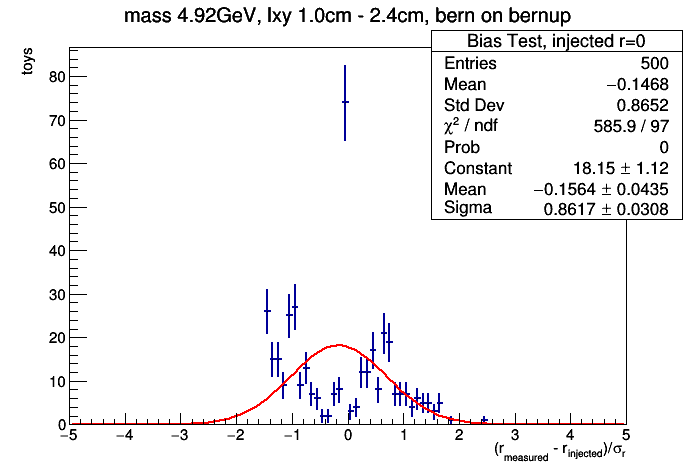 mass 4.92GeV, lxy 1.0cm - 2.4cm, bern on bernup
toys
Bias Test, injected r=0
Entries 500
Mean −0.1468
Std Dev 0.8652
χ² / ndf 585.9 / 97
Prob 0
Constant 18.15 ± 1.12
Mean −0.1564 ± 0.0435
Sigma 0.8617 ± 0.0308
80
70
60
50
40
30
20
10
0
−5 −4 −3 −2 −1 0 1 2 3 4 5
(r_measured - r_injected)/σ_r